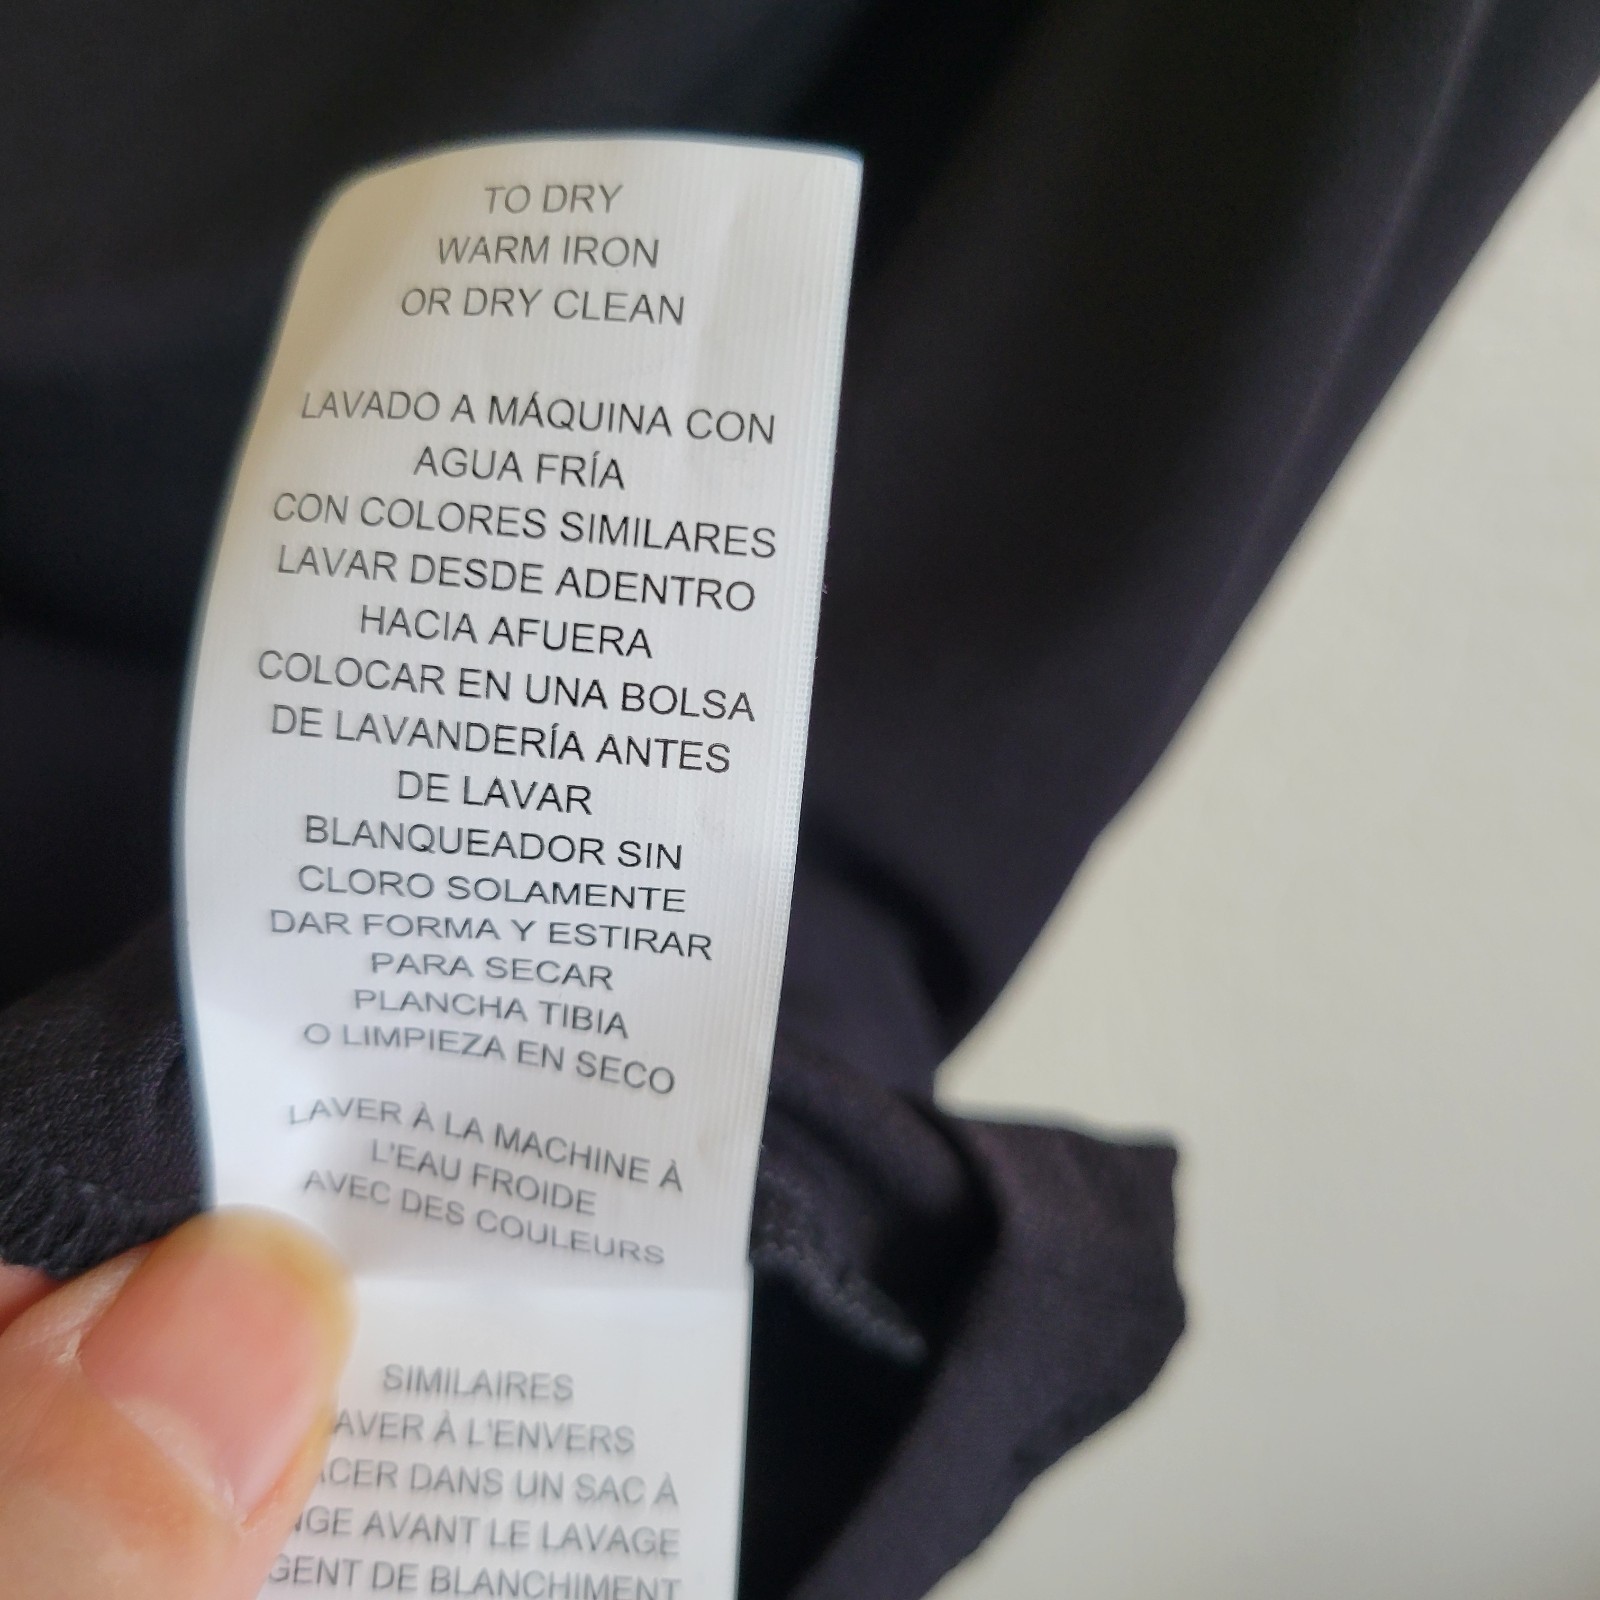 TO DRY
WARM IRON
OR DRY CLEAN
LAVADO A MÁQUINA CON
AGUA FRÍA
CON COLORES SIMILARES
LAVAR DESDE ADENTRO
HACIA AFUERA
COLOCAR EN UNA BOLSA
DE LAVANDERÍA ANTES
DE LAVAR
BLANQUEADOR SIN
CLORO SOLAMENTE
DAR FORMA Y ESTIRAR
PARA SECAR
PLANCHA TIBIA
O LIMPIEZA EN SECO
LAVER À LA MACHINE À
L'EAU FROIDE
AVEC DES COULEURS
SIMILAIRES
À L'ENVERS
DANS UN SAC À
AVANT LE LAVAGE
DE BLANCHIMENT